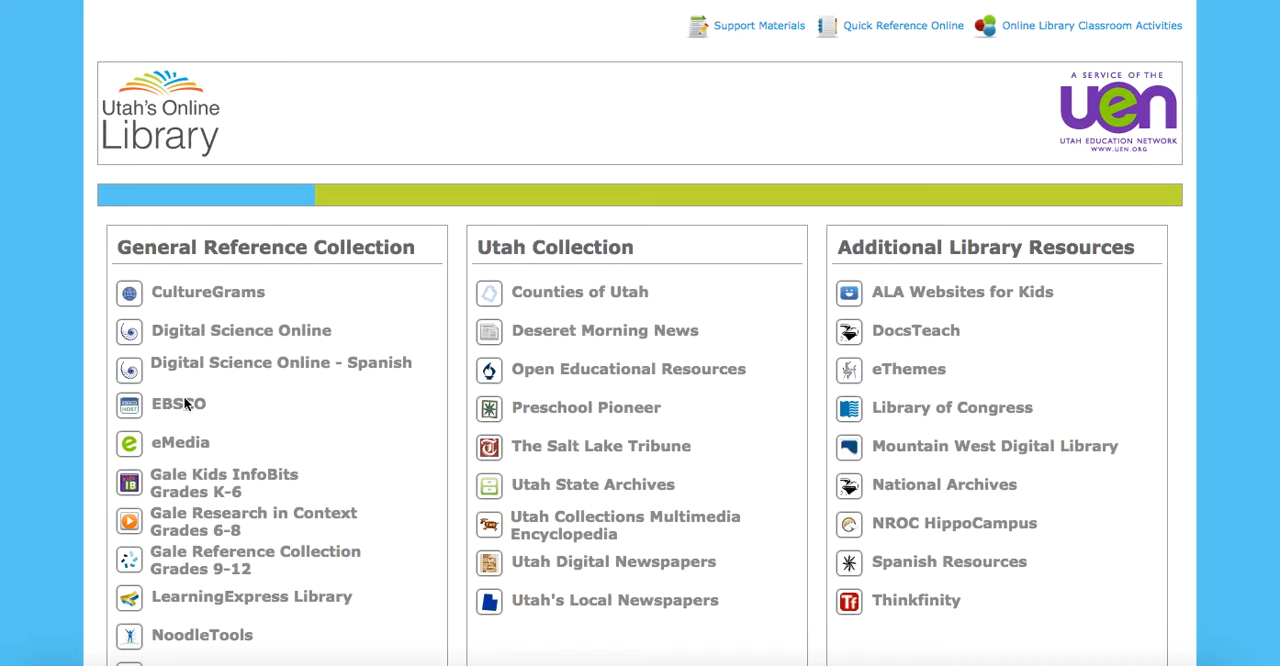 Support Materials
Quick Reference Online
Online Library Classroom Activities
Utah's Online
Library
A SERVICE OF THE
uen
UTAH EDUCATION NETWORK
WWW.UEN.ORG
General Reference Collection
CultureGrams
Digital Science Online
Digital Science Online - Spanish
EBSCO
eMedia
Gale Kids InfoBits
Grades K-6
Gale Research in Context
Grades 6-8
Gale Reference Collection
Grades 9-12
LearningExpress Library
NoodleTools
Utah Collection
Counties of Utah
Deseret Morning News
Open Educational Resources
Preschool Pioneer
The Salt Lake Tribune
Utah State Archives
Utah Collections Multimedia
Encyclopedia
Utah Digital Newspapers
Utah's Local Newspapers
Additional Library Resources
ALA Websites for Kids
DocsTeach
eThemes
Library of Congress
Mountain West Digital Library
National Archives
NROC HippoCampus
Spanish Resources
Thinkfinity